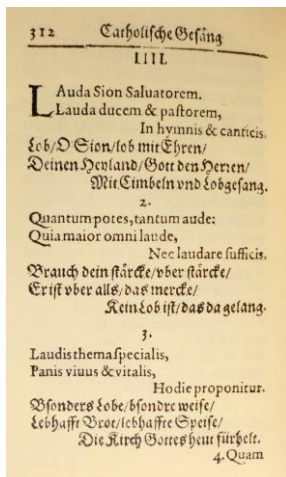 312 Catholische Gesäng
LIII.
LAuda Sion Saluatorem.
Lauda ducem & pastorem,
In hymnis & canticis.
Lob/O Sion/lob mit Ehren/
Deinen Heyland/Gott den Herren/
Mit Cimbeln vnd Lobgesang.
2.
Quantum potes, tantum aude:
Quia maior omni laude,
Nec laudare sufficis.
Brauch dein stärcke/vber stärcke/
Er ist vber alls/das mercke/
Kein Lob ist/das da gelang.
3.
Laudis thema specialis,
Panis viuus & vitalis,
Hodie proponitur.
Bsonders Lobe/bsondre weise/
Lebhafft Brot/lebhaffte Speise/
Die Kirch Gottes heut fürhelt.
4. Quam